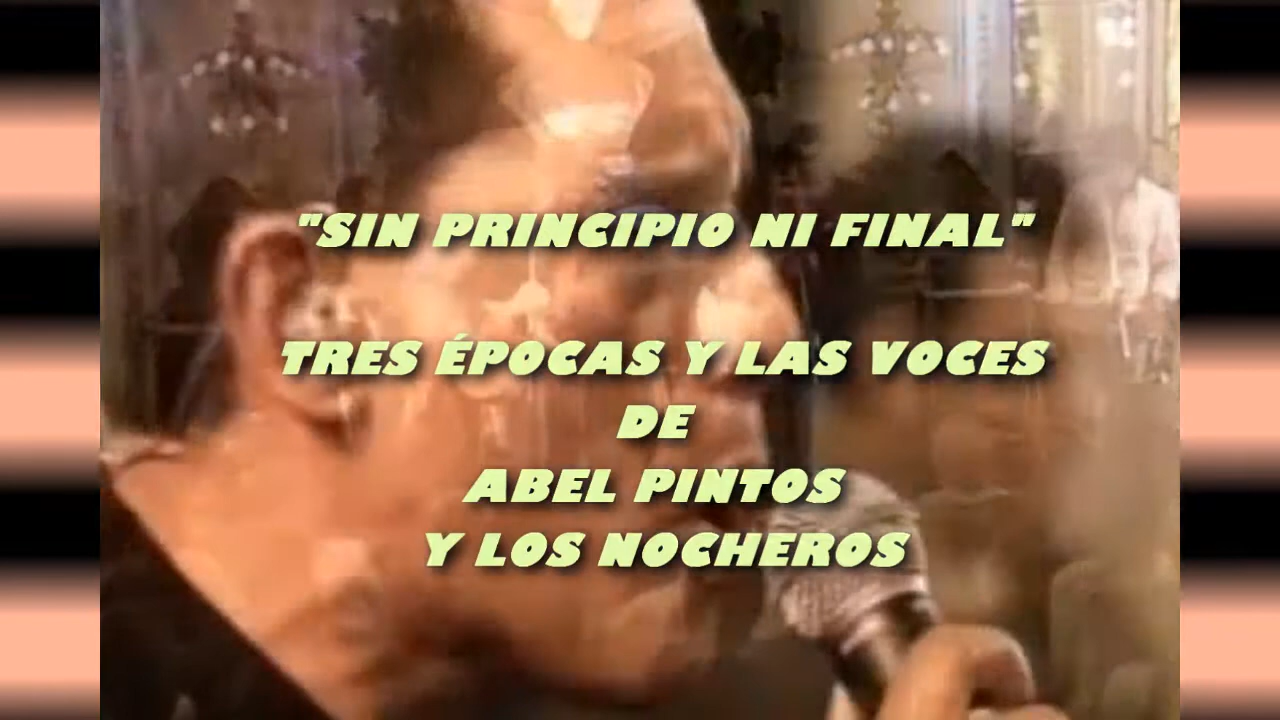 "SIN PRINCIPIO NI FINAL"
TRES ÉPOCAS Y LAS VOCES
DE
ABEL PINTOS
Y LOS NOCHEROS